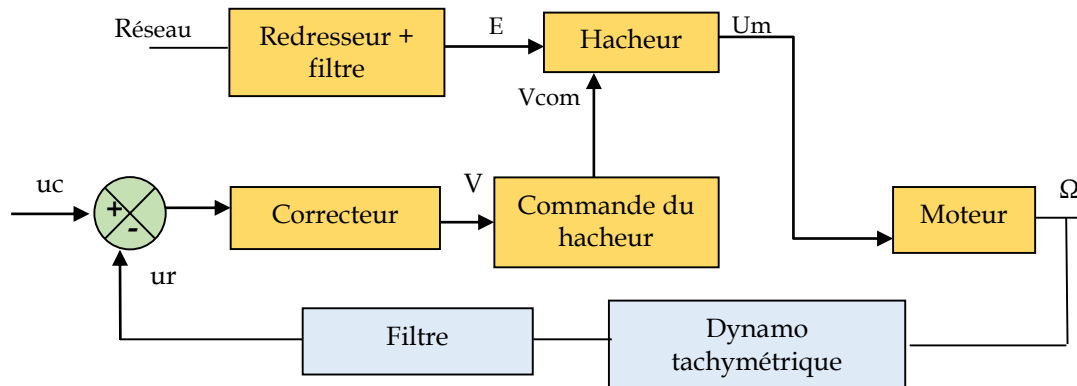 Réseau
Redresseur +
filtre
E
Hacheur
Um
Vcom
uc
+
-
Correcteur
V
Commande du
hacheur
Moteur
Ω
ur
Filtre
Dynamo
tachymétrique